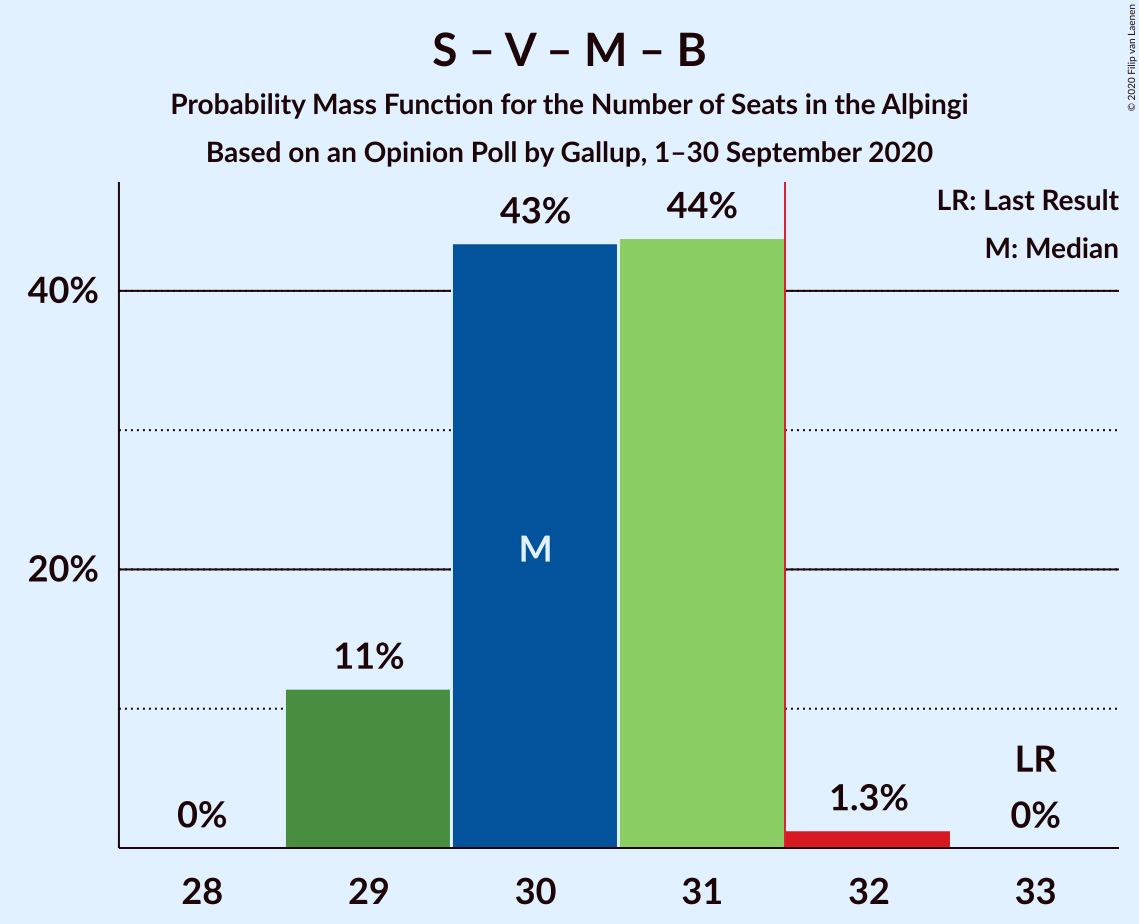 S – V – M – B
Probability Mass Function for the Number of Seats in the Alþingi
Based on an Opinion Poll by Gallup, 1–30 September 2020
© 2020 Filip van Laenen
LR: Last Result
M: Median
43%
44%
40%
M
20%
11%
LR
0%
1.3%
0%
28
29
30
31
32
33